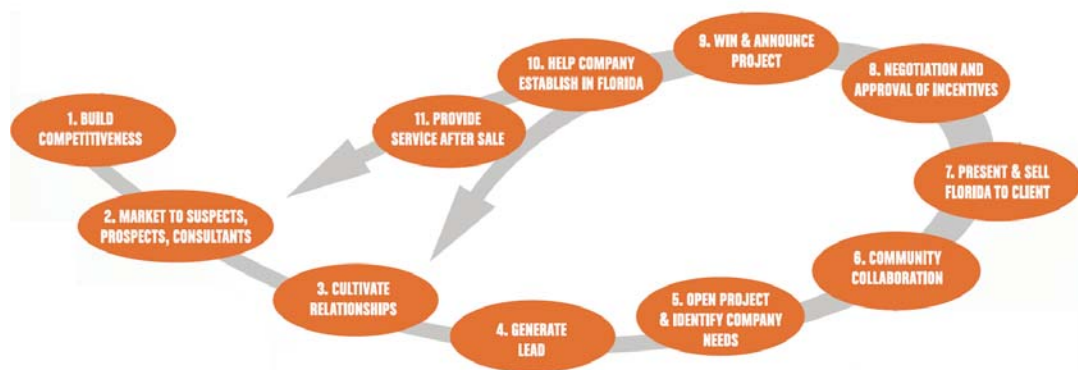 1. BUILD
COMPETITIVENESS
2. MARKET TO SUSPECTS,
PROSPECTS, CONSULTANTS
3. CULTIVATE
RELATIONSHIPS
4. GENERATE
LEAD
5. OPEN PROJECT
& IDENTIFY COMPANY
NEEDS
6. COMMUNITY
COLLABORATION
7. PRESENT & SELL
FLORIDA TO CLIENT
8. NEGOTIATION AND
APPROVAL OF INCENTIVES
9. WIN & ANNOUNCE
PROJECT
10. HELP COMPANY
ESTABLISH IN FLORIDA
11. PROVIDE
SERVICE AFTER SALE